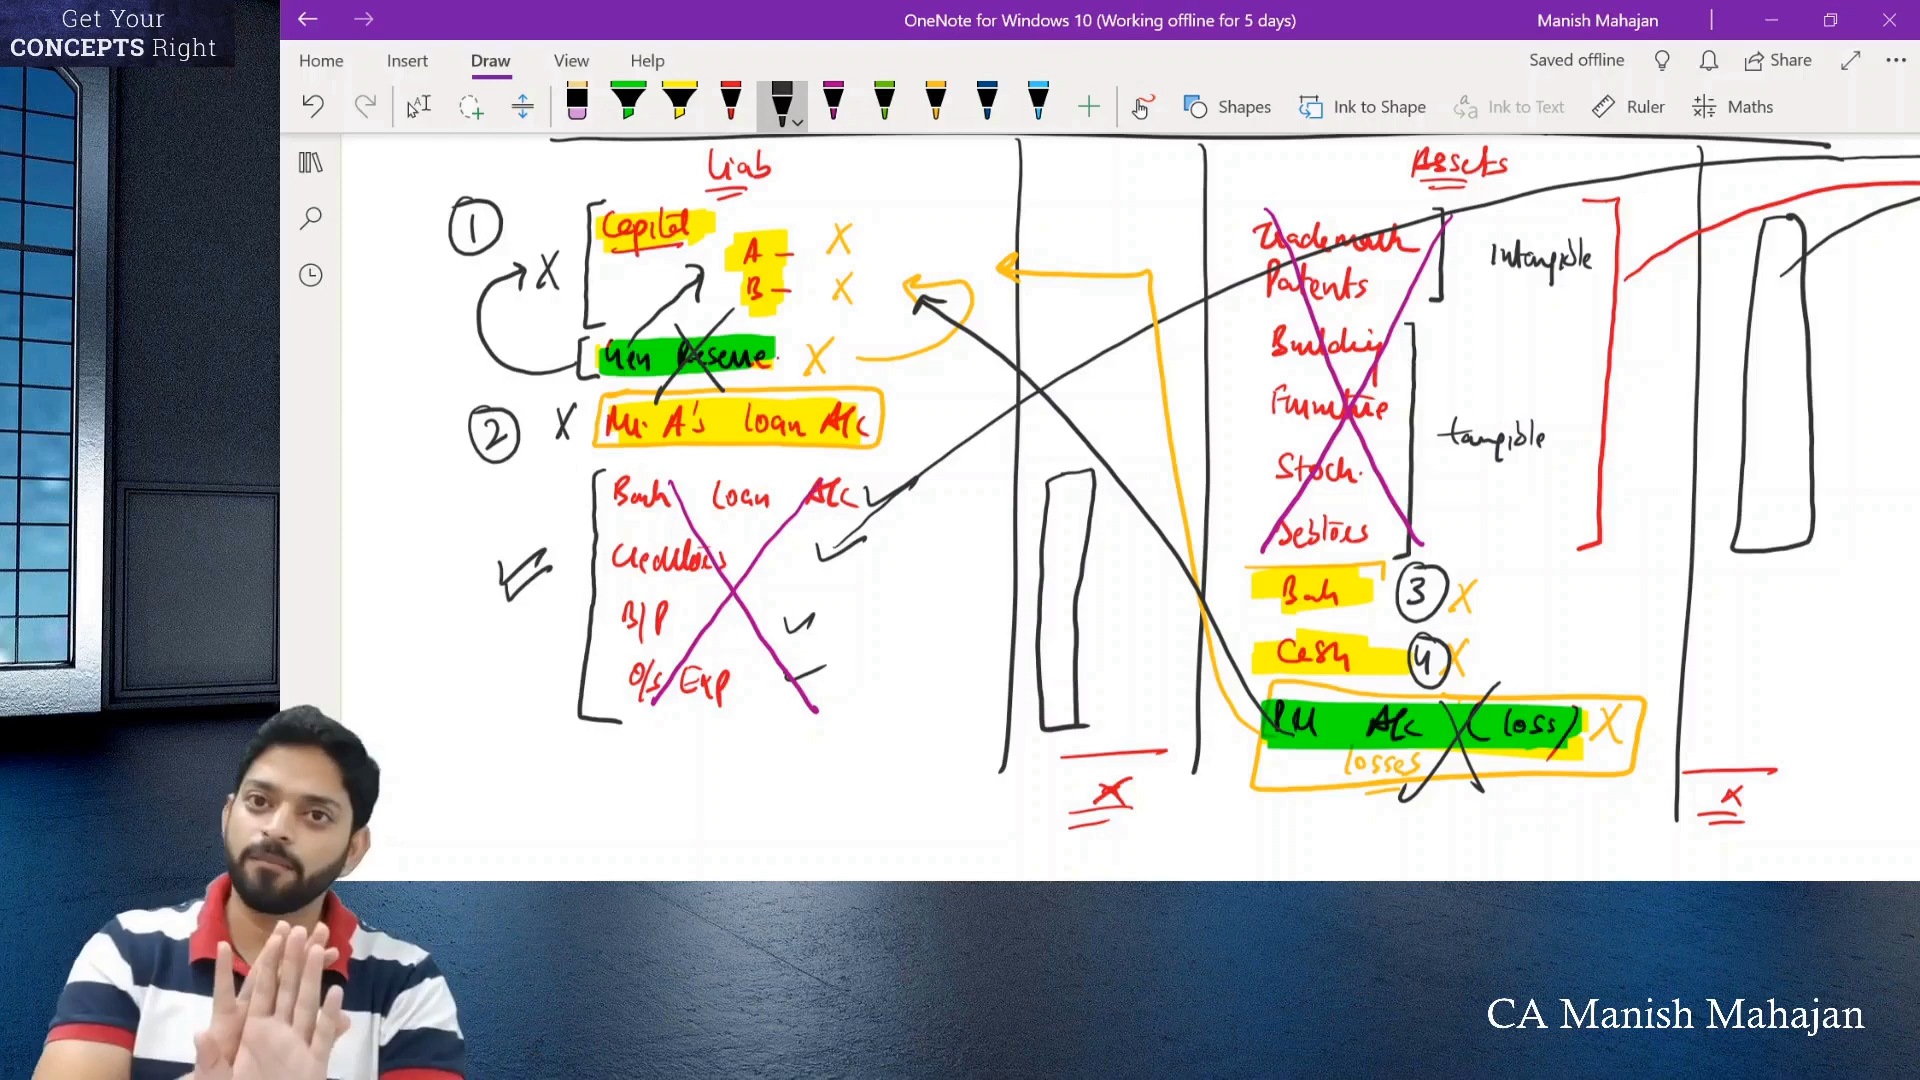 Get Your
CONCEPTS Right
OneNote for Windows 10 (Working offline for 5 days)
Manish Mahajan
Home
Insert
Draw
View
Help
Saved offline
Share
Shapes
Ink to Shape
Ink to Text
Ruler
Maths
Liab
Assets
1
Capital
A -
X
B -
X
X
Gen Reserve
X
2
X
Mr. A's loan A/c
Bank loan A/c
Creditors
B/P
O/s Exp
X
Trademark
Patents
Intangible
Building
Furniture
Stock
Debtors
tangible
Bank
3
X
Cash
4
X
A/c (loss)
X
losses
X
CA Manish Mahajan